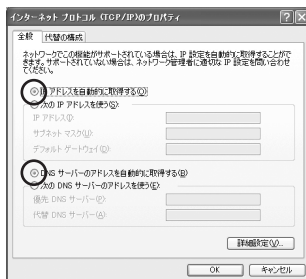 インターネット プロトコル (TCP/IP)のプロパティ
全般 代替の構成
ネットワークでこの機能がサポートされている場合は、IP 設定を自動的に取得することがで
きます。サポートされていない場合は、ネットワーク管理者に適切な IP 設定を問い合わせ
てください。
IP アドレスを自動的に取得する(O)
次の IP アドレスを使う(S):
IP アドレス(I):
サブネット マスク(U):
デフォルト ゲートウェイ(D):
DNS サーバーのアドレスを自動的に取得する(B)
次の DNS サーバーのアドレスを使う(E):
優先 DNS サーバー(P):
代替 DNS サーバー(A):
詳細設定(V)...
OK キャンセル